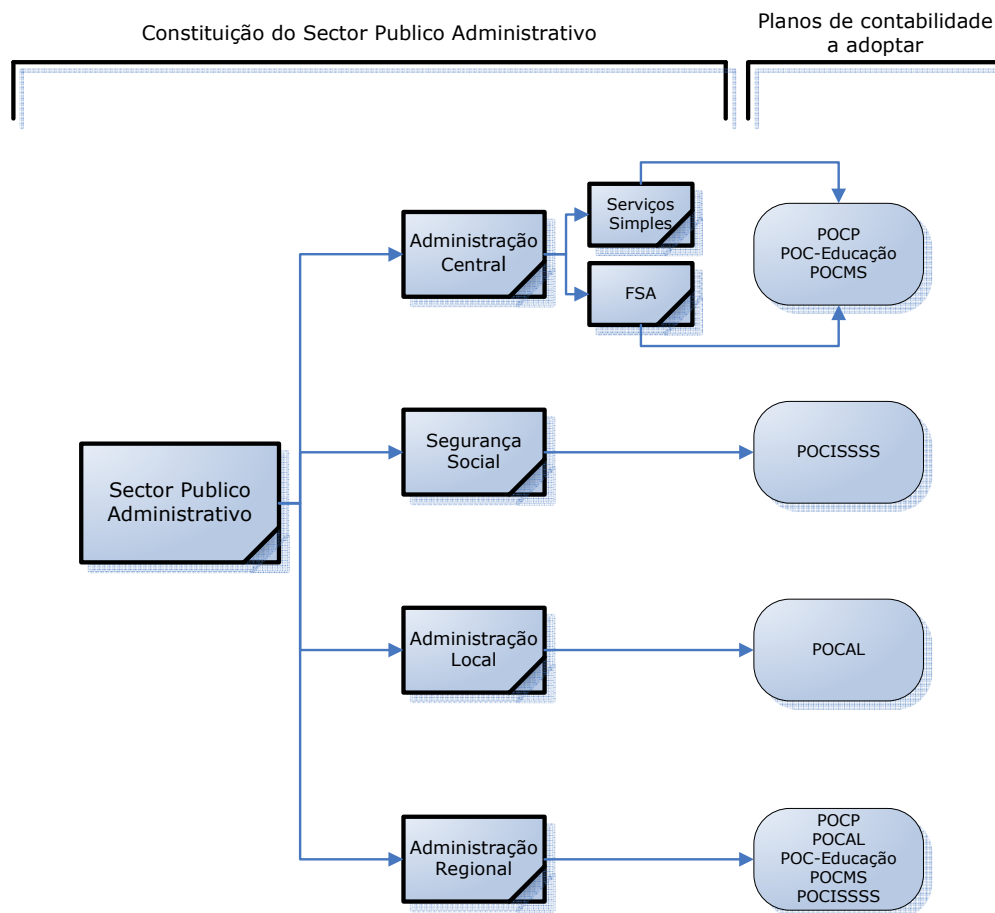 Constituição do Sector Publico Administrativo
Planos de contabilidade
a adoptar
Sector Publico
Administrativo
Administração
Central
Serviços
Simples
FSA
POCP
POC-Educação
POCMS
Segurança
Social
POCISSSS
Administração
Local
POCAL
Administração
Regional
POCP
POCAL
POC-Educação
POCMS
POCISSSS